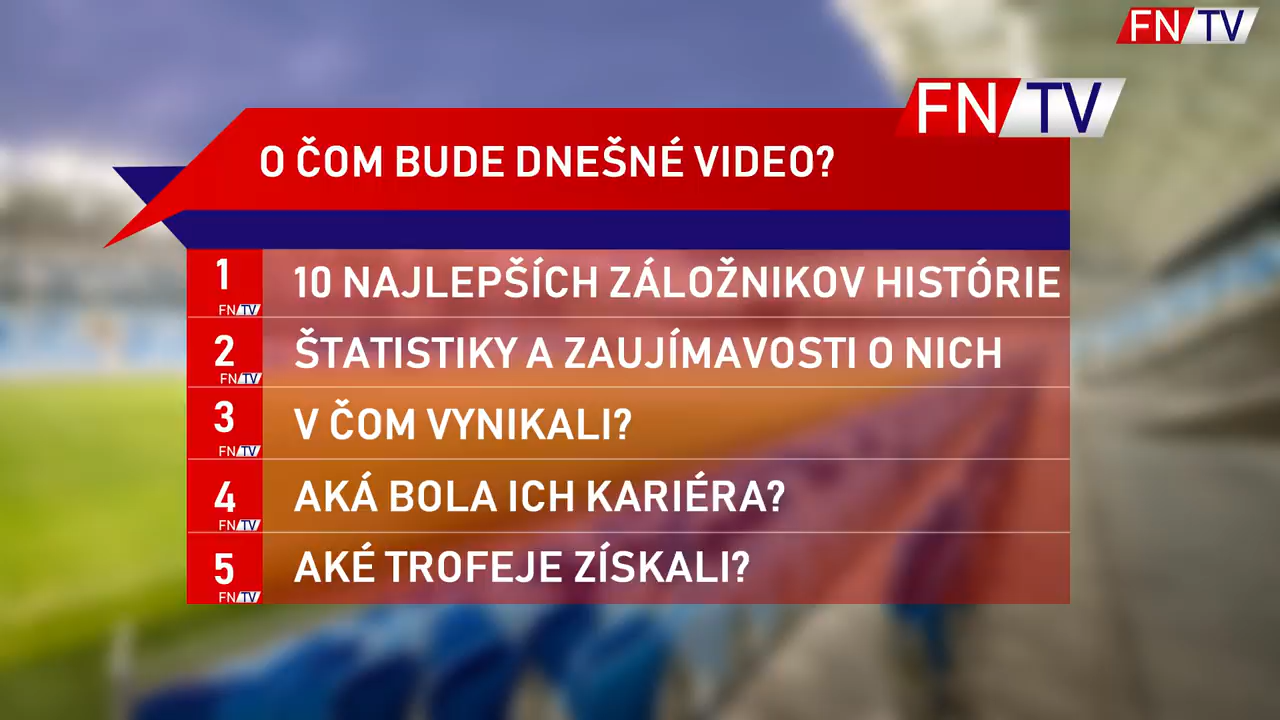 FN/TV
FN/TV
O ČOM BUDE DNEŠNÉ VIDEO?
1
FN/TV
10 NAJLEPŠÍCH ZÁLOŽNIKOV HISTÓRIE
2
FN/TV
ŠTATISTIKY A ZAUJÍMAVOSTI O NICH
3
FN/TV
V ČOM VYNIKALI?
4
FN/TV
AKÁ BOLA ICH KARIÉRA?
5
FN/TV
AKÉ TROFEJE ZÍSKALI?